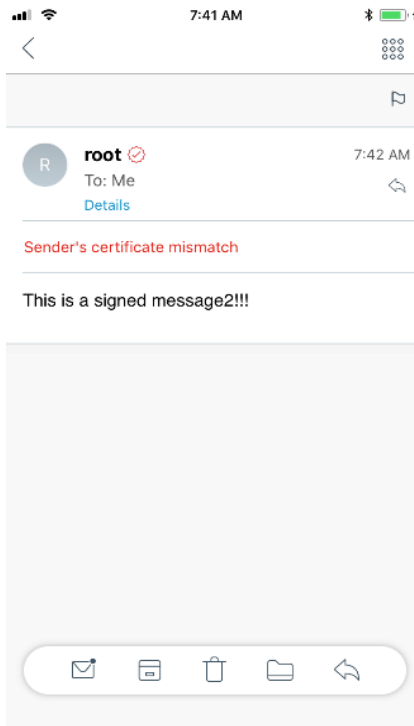 7:41 AM
R
root
7:42 AM
To: Me
Details
Sender's certificate mismatch
This is a signed message2!!!